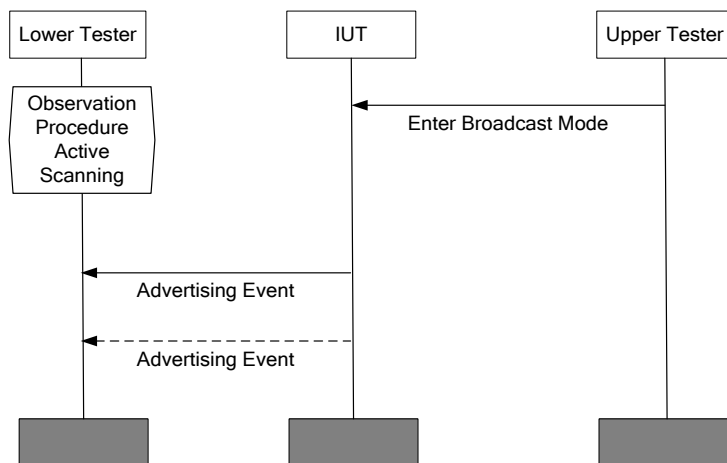 Lower Tester
IUT
Upper Tester
Observation
Procedure
Active
Scanning
Enter Broadcast Mode
Advertising Event
Advertising Event